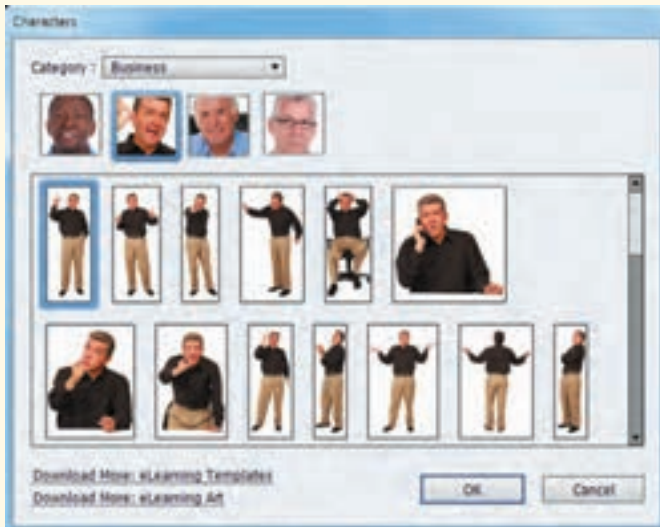 Characters
Category : Business
Download More: eLearning Templates
Download More: eLearning Art
OK
Cancel